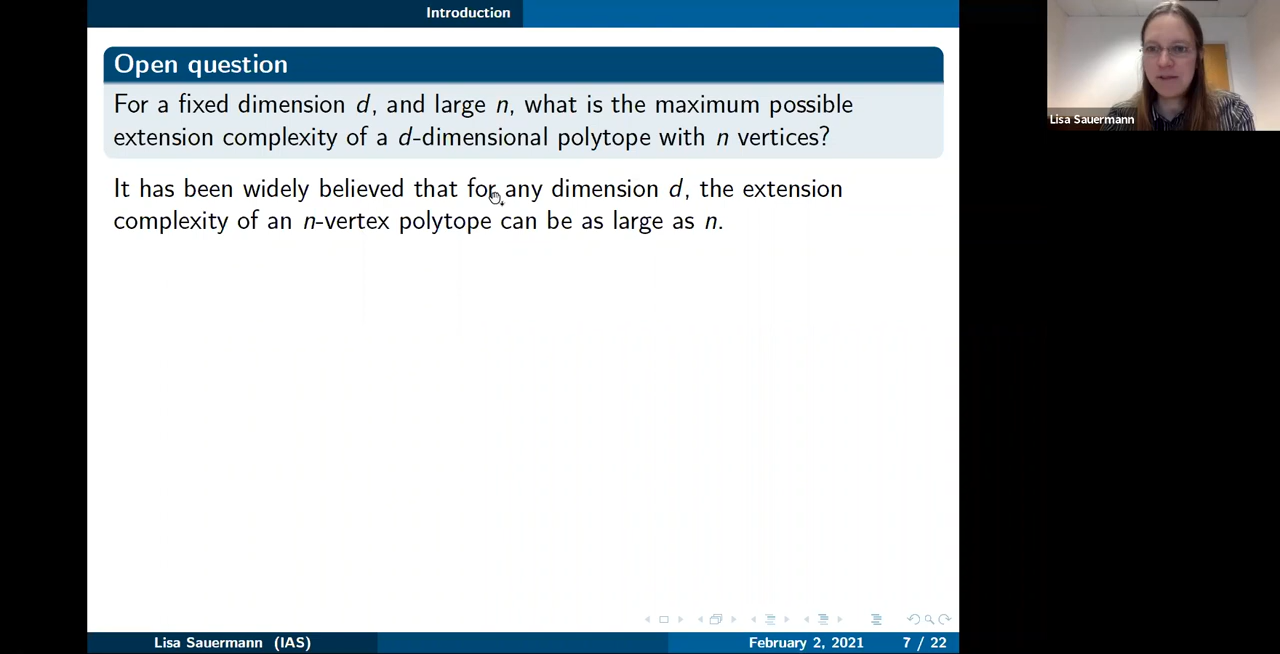 Introduction
Open question
For a fixed dimension d, and large n, what is the maximum possible
extension complexity of a d-dimensional polytope with n vertices?
It has been widely believed that for any dimension d, the extension
complexity of an n-vertex polytope can be as large as n.
Lisa Sauermann
Lisa Sauermann (IAS)
February 2, 2021
7 / 22